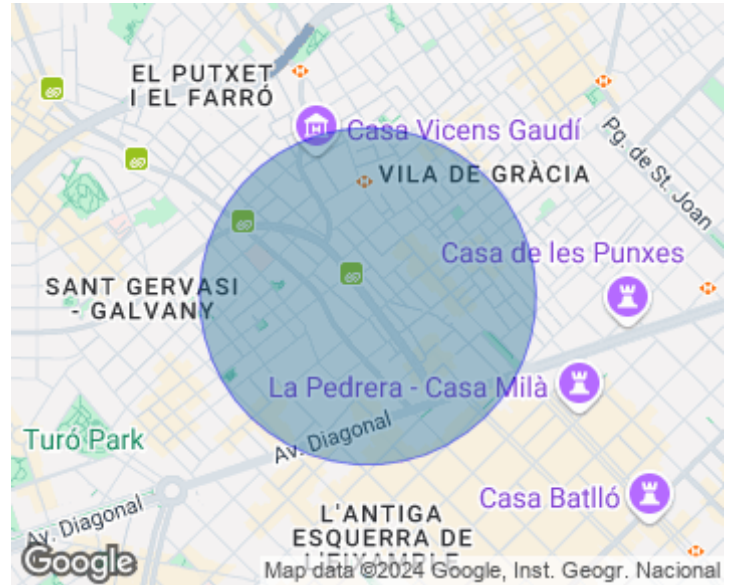 EL PUTXET
I EL FARRÓ
Casa Vicens Gaudí
VILA DE GRÀCIA
Pg. de St. Joan
Casa de les Punxes
SANT GERVASI
- GALVANY
La Pedrera - Casa Milà
Av. Diagonal
Turó Park
Casa Batlló
L'ANTIGA
ESQUERRA DE
L'EIXAMPLE
Av. Diagonal
Google
Map data ©2024 Google, Inst. Geogr. Nacional